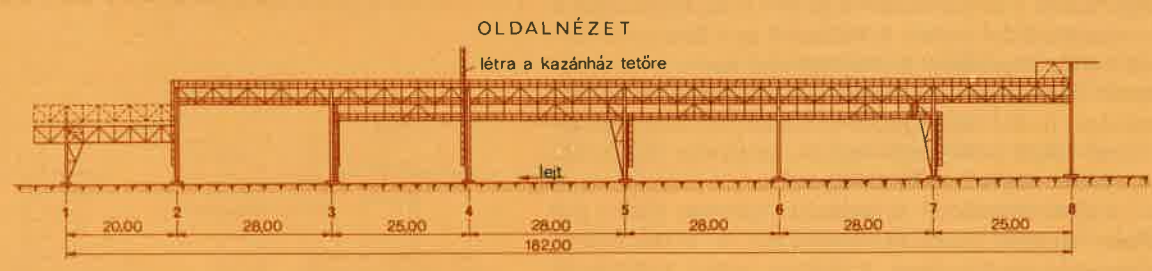 OLDALNÉZET
létra a kazánház tetőre
lejt
1 2 3 4 5 6 7 8
20,00 28,00 25,00 28,00 28,00 28,00 25,00
182,00